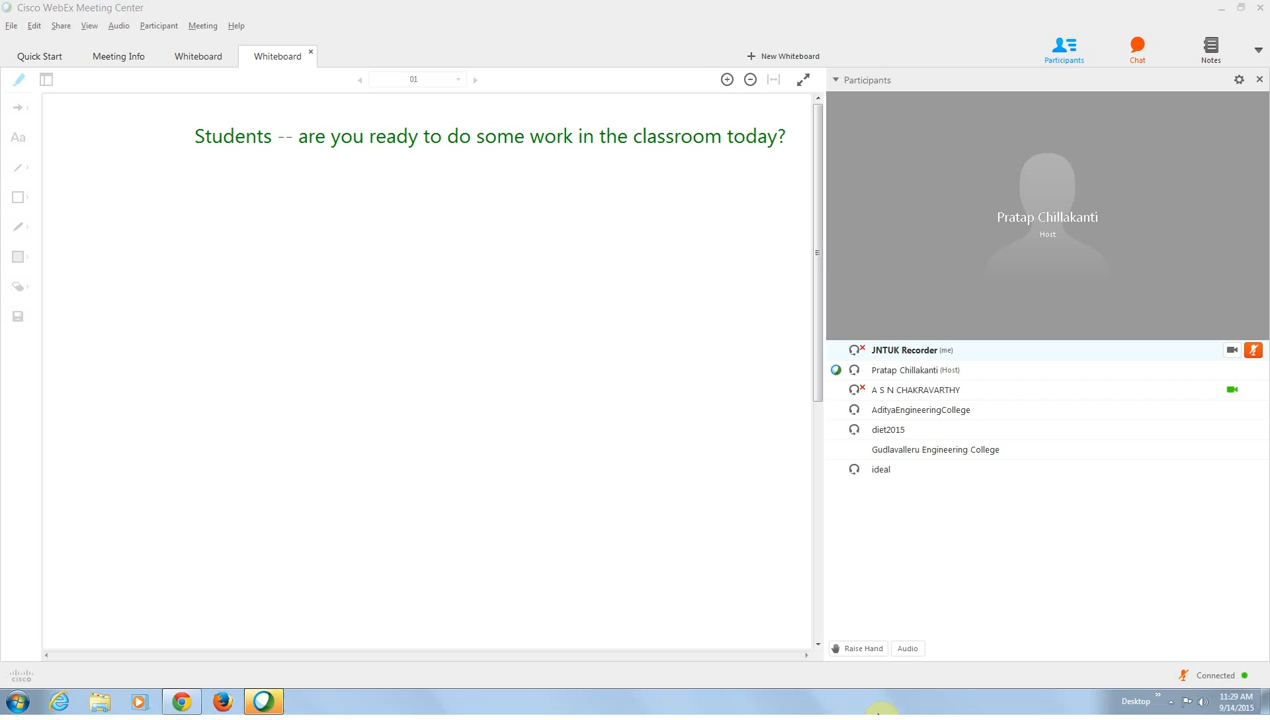 Cisco WebEx Meeting Center
File Edit Share View Audio Participant Meeting Help
Quick Start Meeting Info Whiteboard Whiteboard New Whiteboard
Participants Chat Notes
01
Aa
Students -- are you ready to do some work in the classroom today?
Participants
Pratap Chillakanti
Host
JNTUK Recorder (me)
Pratap Chillakanti (Host)
A S N CHAKRAVARTHY
AdityaEngineeringCollege
diet2015
Gudlavalleru Engineering College
ideal
Raise Hand Audio
cisco
Connected
Desktop
11:29 AM
9/14/2015